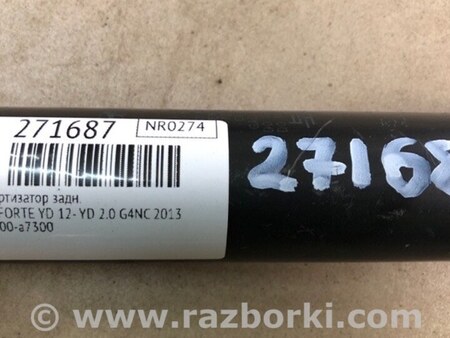 271687 NR0274
ртизатор задн.
FORTE YD 12- YD 2.0 G4NC 2013
00-a7300
27168
© www.razborki.com